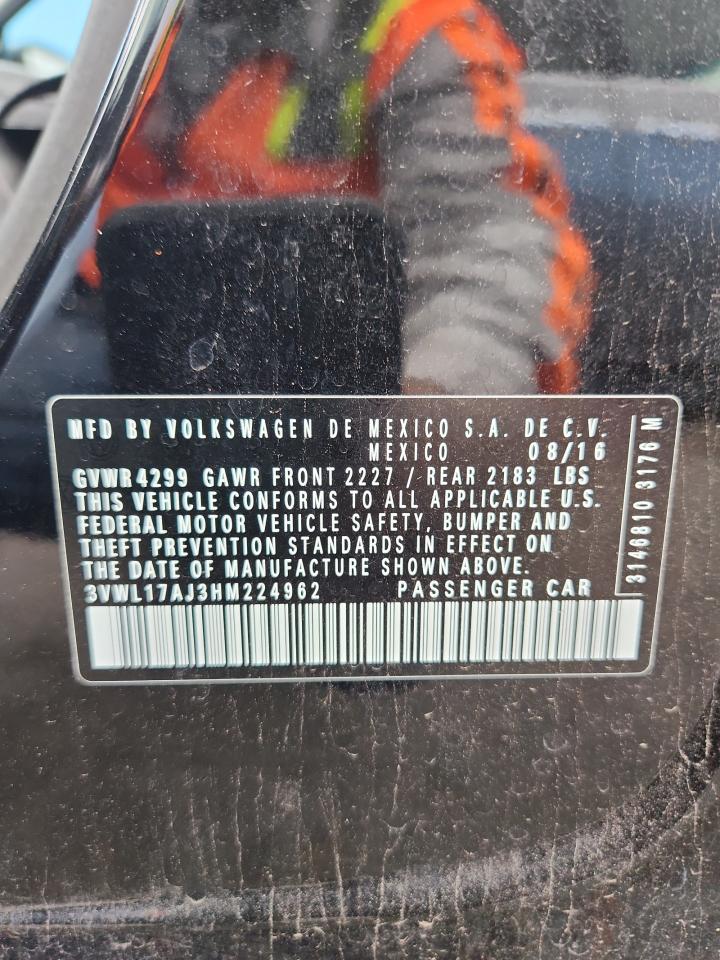 MFD BY VOLKSWAGEN DE MEXICO S.A. DE C.V.
MEXICO 08/16
GVWR 4299 GAWR FRONT 2227 / REAR 2183 LBS
THIS VEHICLE CONFORMS TO ALL APPLICABLE U.S.
FEDERAL MOTOR VEHICLE SAFETY, BUMPER AND
THEFT PREVENTION STANDARDS IN EFFECT ON
THE DATE OF MANUFACTURE SHOWN ABOVE.
3VWL17AJ3HM224962 PASSENGER CAR
3146810 3176 M